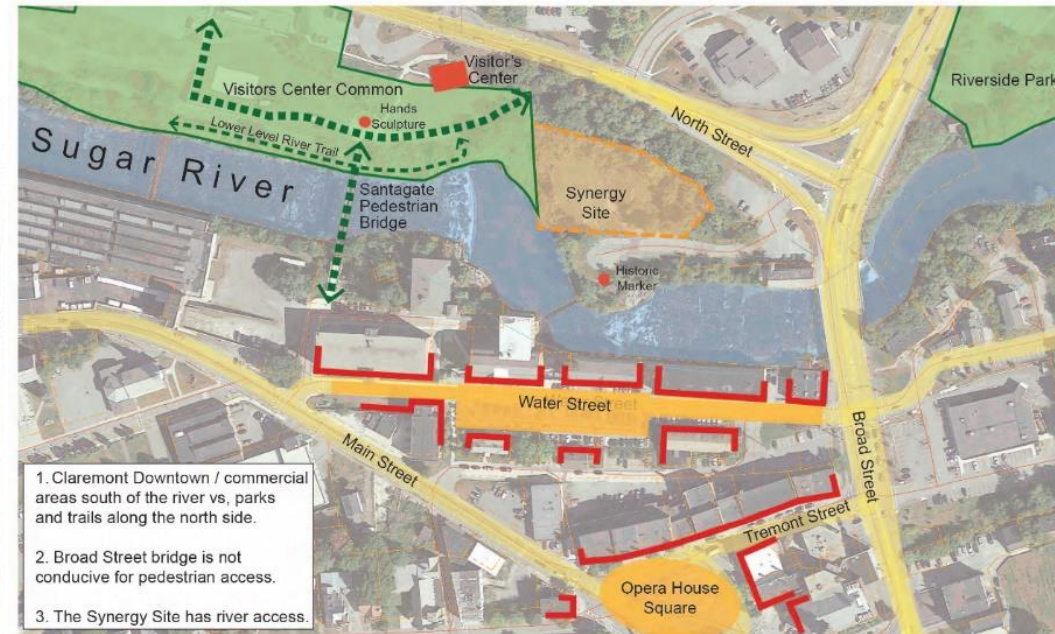 Visitor's
Center
Visitors Center Common
Hands
Sculpture
Lower Level River Trail
Sugar River
Santagate
Pedestrian
Bridge
North Street
Riverside Park
Synergy
Site
Historic
Marker
Water Street
Main Street
Broad Street
Tremont Street
Opera House
Square
1. Claremont Downtown / commercial
areas south of the river vs, parks
and trails along the north side.
2. Broad Street bridge is not
conducive for pedestrian access.
3. The Synergy Site has river access.